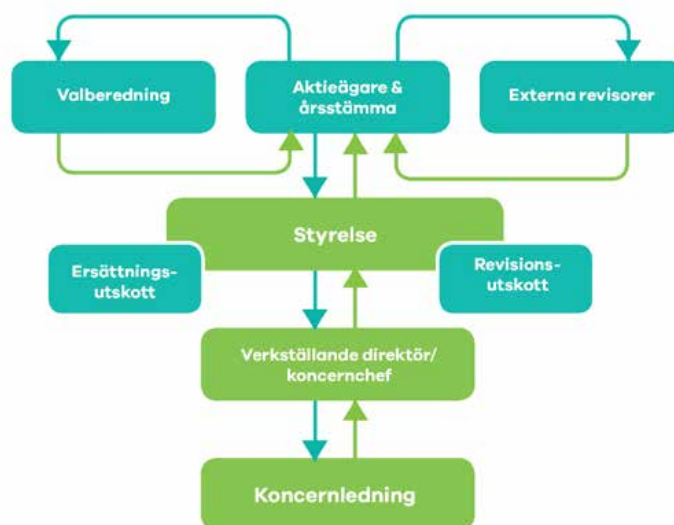 Valberedning
Aktieägare &
årsstämma
Externa revisorer
Styrelse
Ersättnings-
utskott
Revisions-
utskott
Verkställande direktör/
koncernchef
Koncernledning